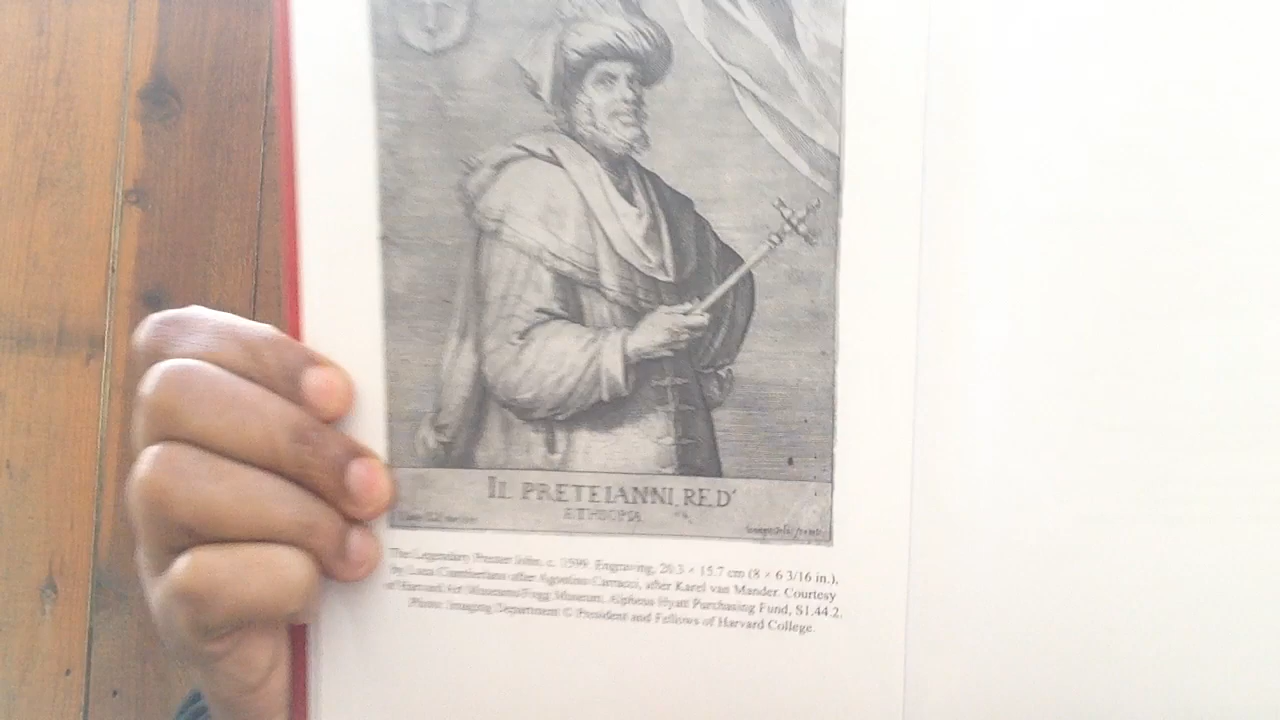 IL PRETEIANNI, RE D'
ETHIOPIA.
The Legendary Prester John, c. 1599. Engraving, 20.3 × 15.7 cm (8 × 6 3/16 in.),
by Luca Ciamberlano after Agostino Carracci, after Karel van Mander. Courtesy
of Harvard Art Museums/Fogg Museum, Alpheus Hyatt Purchasing Fund, S1.44.2.
Photo: Imaging Department © President and Fellows of Harvard College.